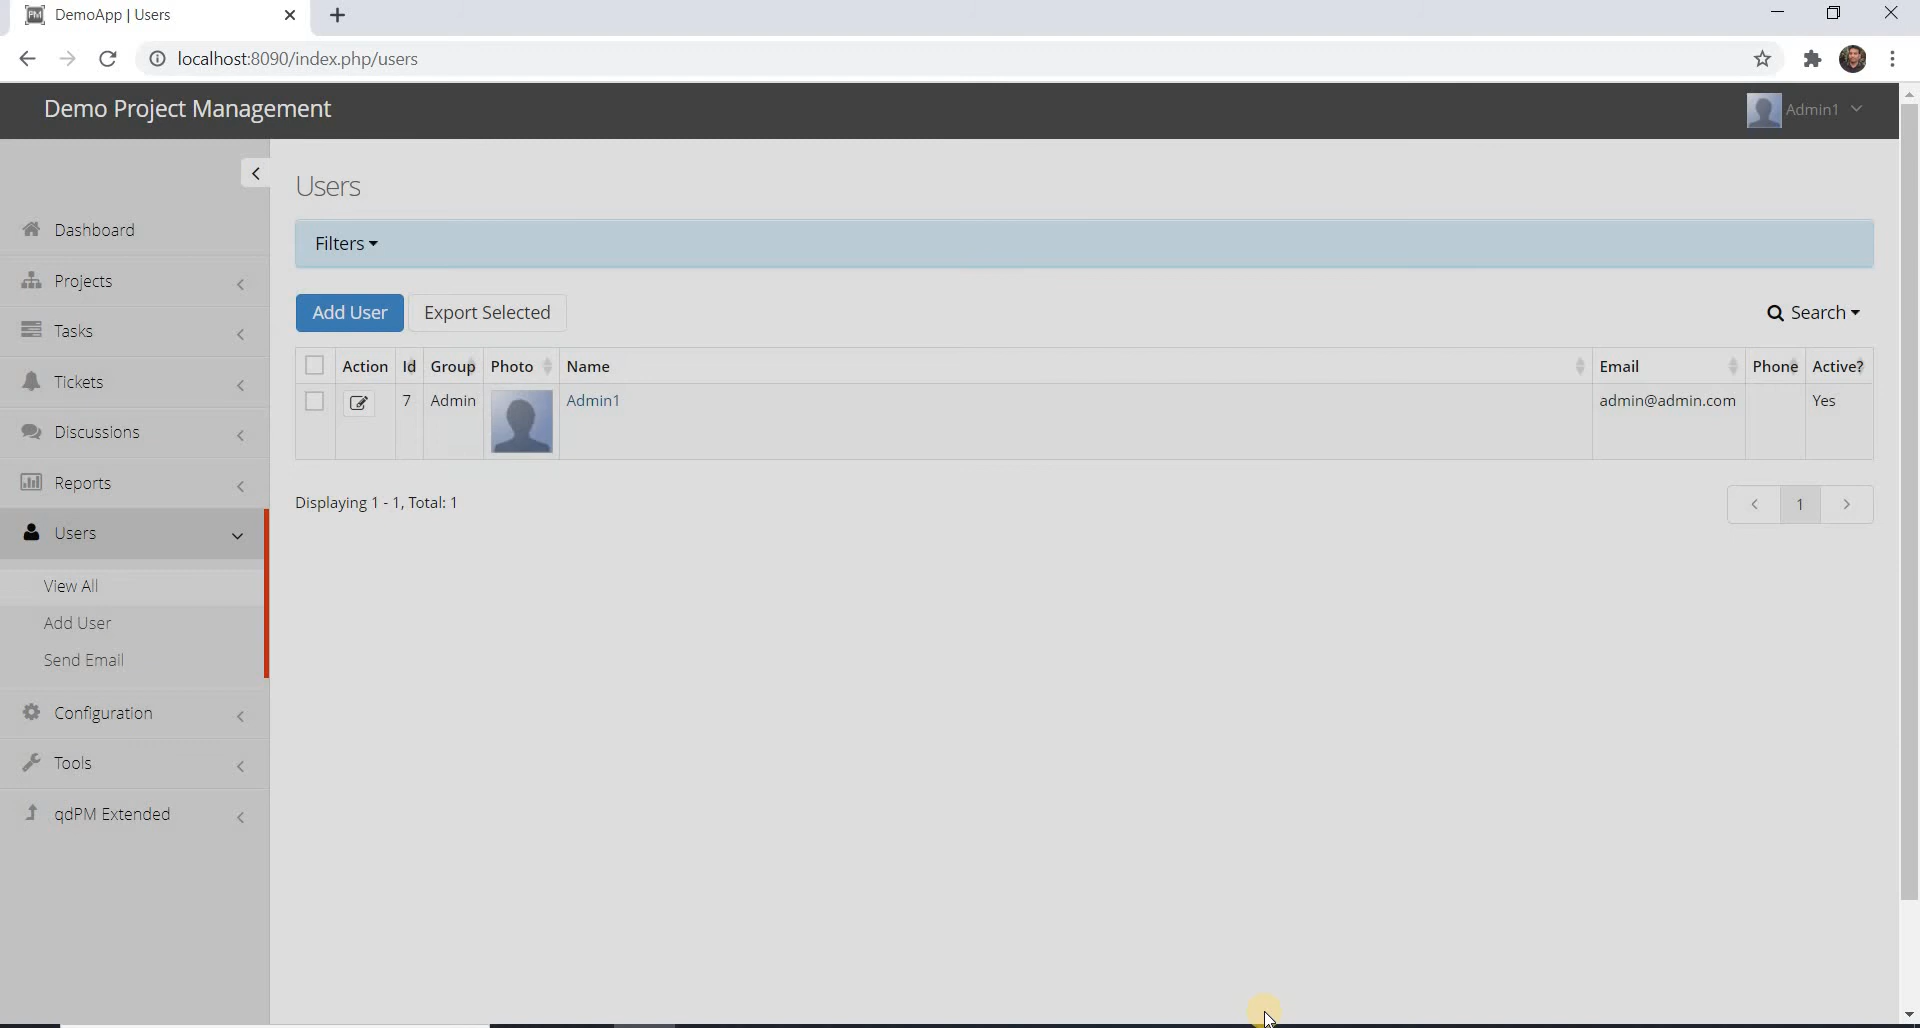 DemoApp | Users
localhost:8090/index.php/users
Demo Project Management
Admin1
Users
Dashboard
Filters
Projects
Add User
Export Selected
Search
Tasks
Action Id Group Photo Name Email Phone Active?
Tickets
7 Admin Admin1 admin@admin.com Yes
Discussions
Reports
Displaying 1 - 1, Total: 1
1
Users
View All
Add User
Send Email
Configuration
Tools
qdPM Extended